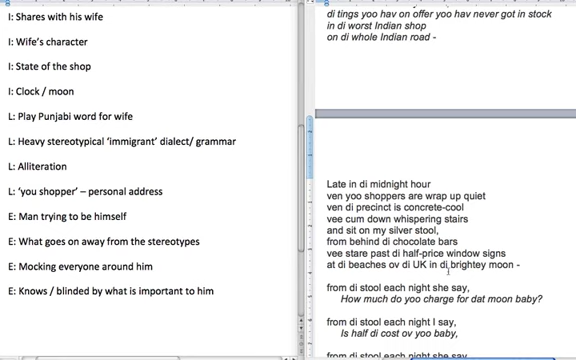 I: Shares with his wife
I: Wife's character
I: State of the shop
I: Clock / moon
L: Play Punjabi word for wife
L: Heavy stereotypical 'immigrant' dialect/ grammar
L: Alliteration
L: 'you shopper' – personal address
E: Man trying to be himself
E: What goes on away from the stereotypes
E: Mocking everyone around him
E: Knows / blinded by what is important to him
di tings yoo hav on offer yoo hav never got in stock
in di worst Indian shop
on di whole Indian road -
Late in di midnight hour
ven yoo shoppers are wrap up quiet
ven di precinct is concrete-cool
vee cum down whispering stairs
and sit on my silver stool,
from behind di chocolate bars
vee stare past di half-price window signs
at di beaches ov di UK in di brightey moon -
from di stool each night she say,
How much do yoo charge for dat moon baby?
from di stool each night I say,
Is half di cost ov yoo baby,
from di stool each night she say